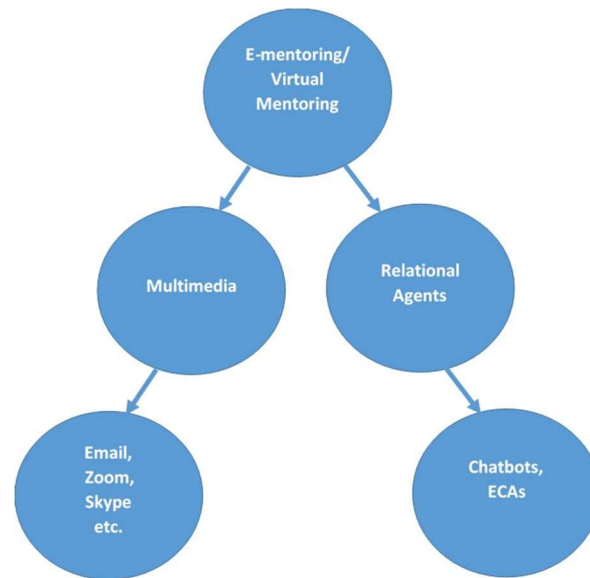 E-mentoring/
Virtual
Mentoring
Multimedia
Relational
Agents
Email,
Zoom,
Skype
etc.
Chatbots,
ECAs